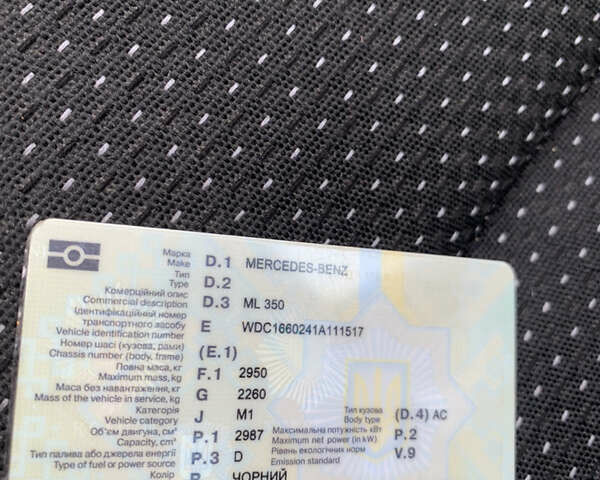 Марка
Make D.1 MERCEDES-BENZ
Тип
Type D.2
Комерційний опис
Commercial description D.3 ML 350
Ідентифікаційний номер
транспортного засобу
Vehicle identification number E WDC1660241A111517
Номер шасі (кузова, рами)
Chassis number (body, frame) (E.1)
Повна маса, кг
Maximum mass, kg F.1 2950
Маса без навантаження, кг
Mass of the vehicle in service, kg G 2260
Категорія
Vehicle category J M1 Тип кузова
Body type (D.4) AC
Об'єм двигуна, см³
Capacity, cm³ P.1 2987 Максимальна потужність кВт
Maximum net power (in kW) P.2
Тип палива або джерела енергії
Type of fuel or power source P.3 D Рівень екологічних норм
Emission standard V.9
Колір R ЧОРНИЙ